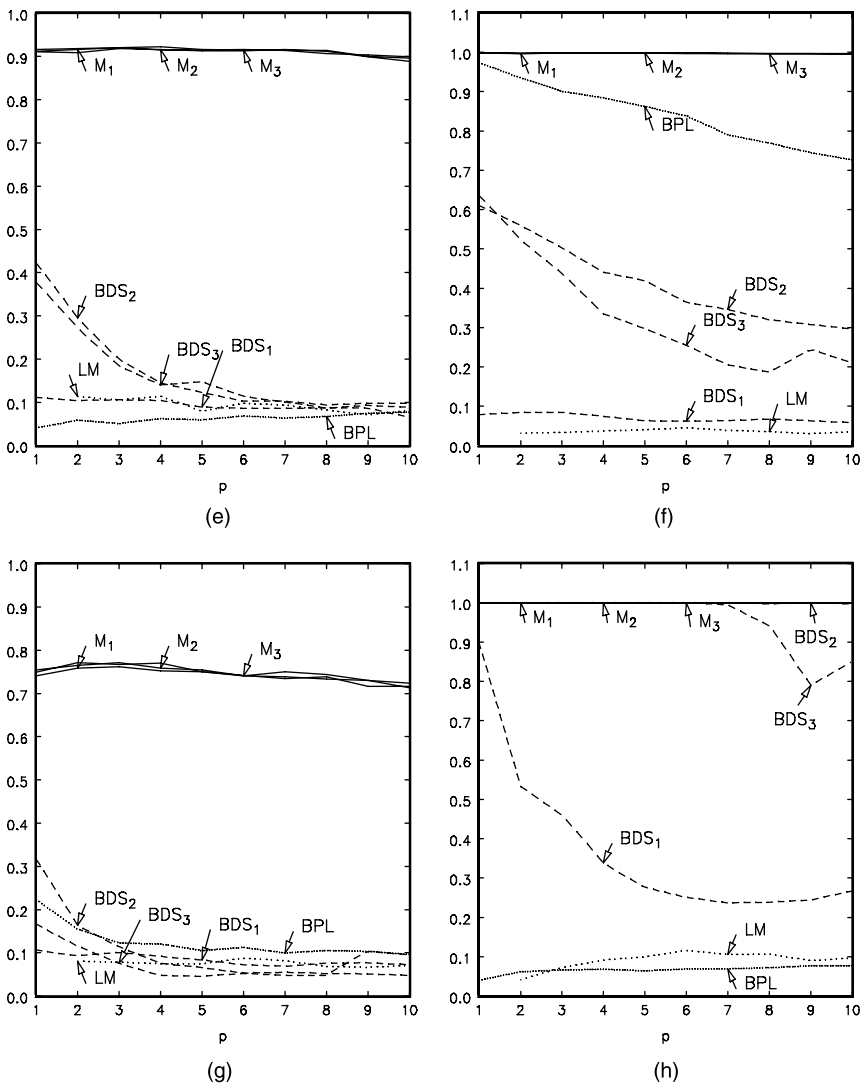 1.0
0.9
0.8
0.7
0.6
0.5
0.4
0.3
0.2
0.1
0.0
M₁ M₂ M₃
BDS₂
LM BDS₃ BDS₁
BPL
1 2 3 4 5 6 7 8 9 10
p
(e)
1.1
1.0
0.9
0.8
0.7
0.6
0.5
0.4
0.3
0.2
0.1
0.0
M₁ M₂ M₃
BPL
BDS₂
BDS₃
BDS₁ LM
1 2 3 4 5 6 7 8 9 10
p
(f)
1.0
0.9
0.8
0.7
0.6
0.5
0.4
0.3
0.2
0.1
0.0
M₁ M₂ M₃
BDS₂ BDS₃ BDS₁ BPL
LM
1 2 3 4 5 6 7 8 9 10
p
(g)
1.1
1.0
0.9
0.8
0.7
0.6
0.5
0.4
0.3
0.2
0.1
0.0
M₁ M₂ M₃
BDS₂
BDS₃
BDS₁
LM
BPL
1 2 3 4 5 6 7 8 9 10
p
(h)